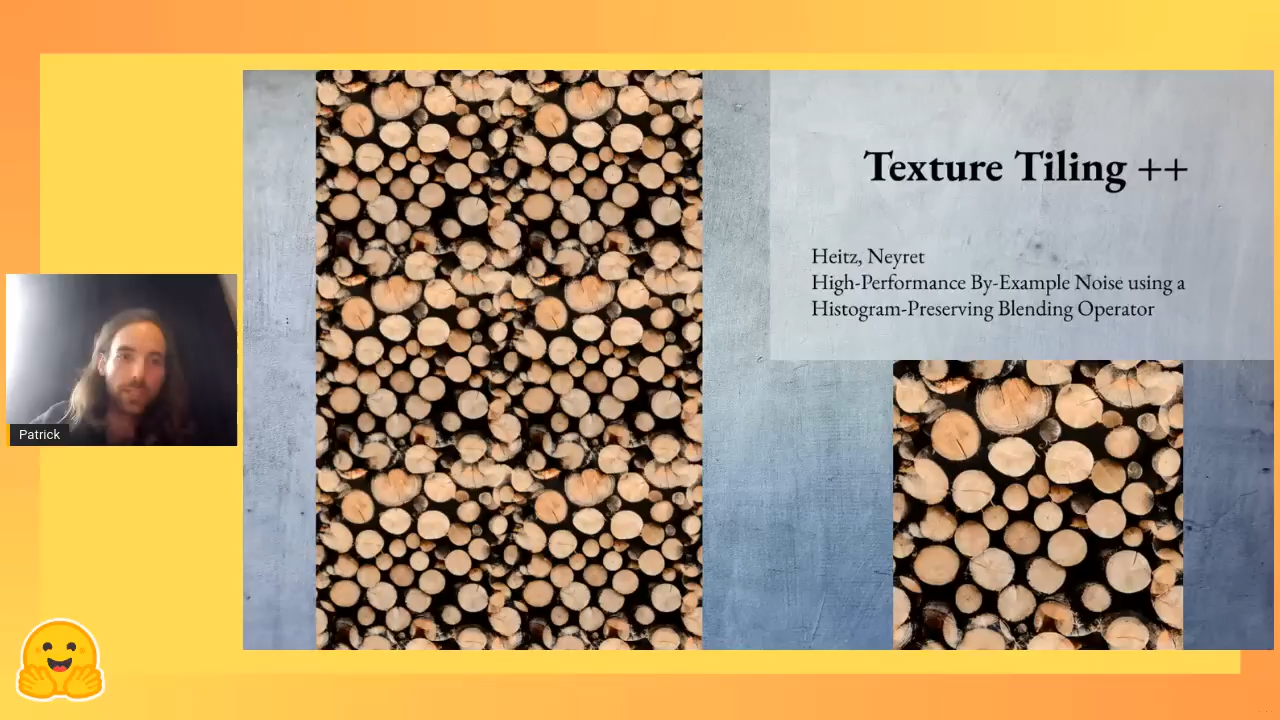 Texture Tiling ++
Heitz, Neyret
High-Performance By-Example Noise using a
Histogram-Preserving Blending Operator
Patrick